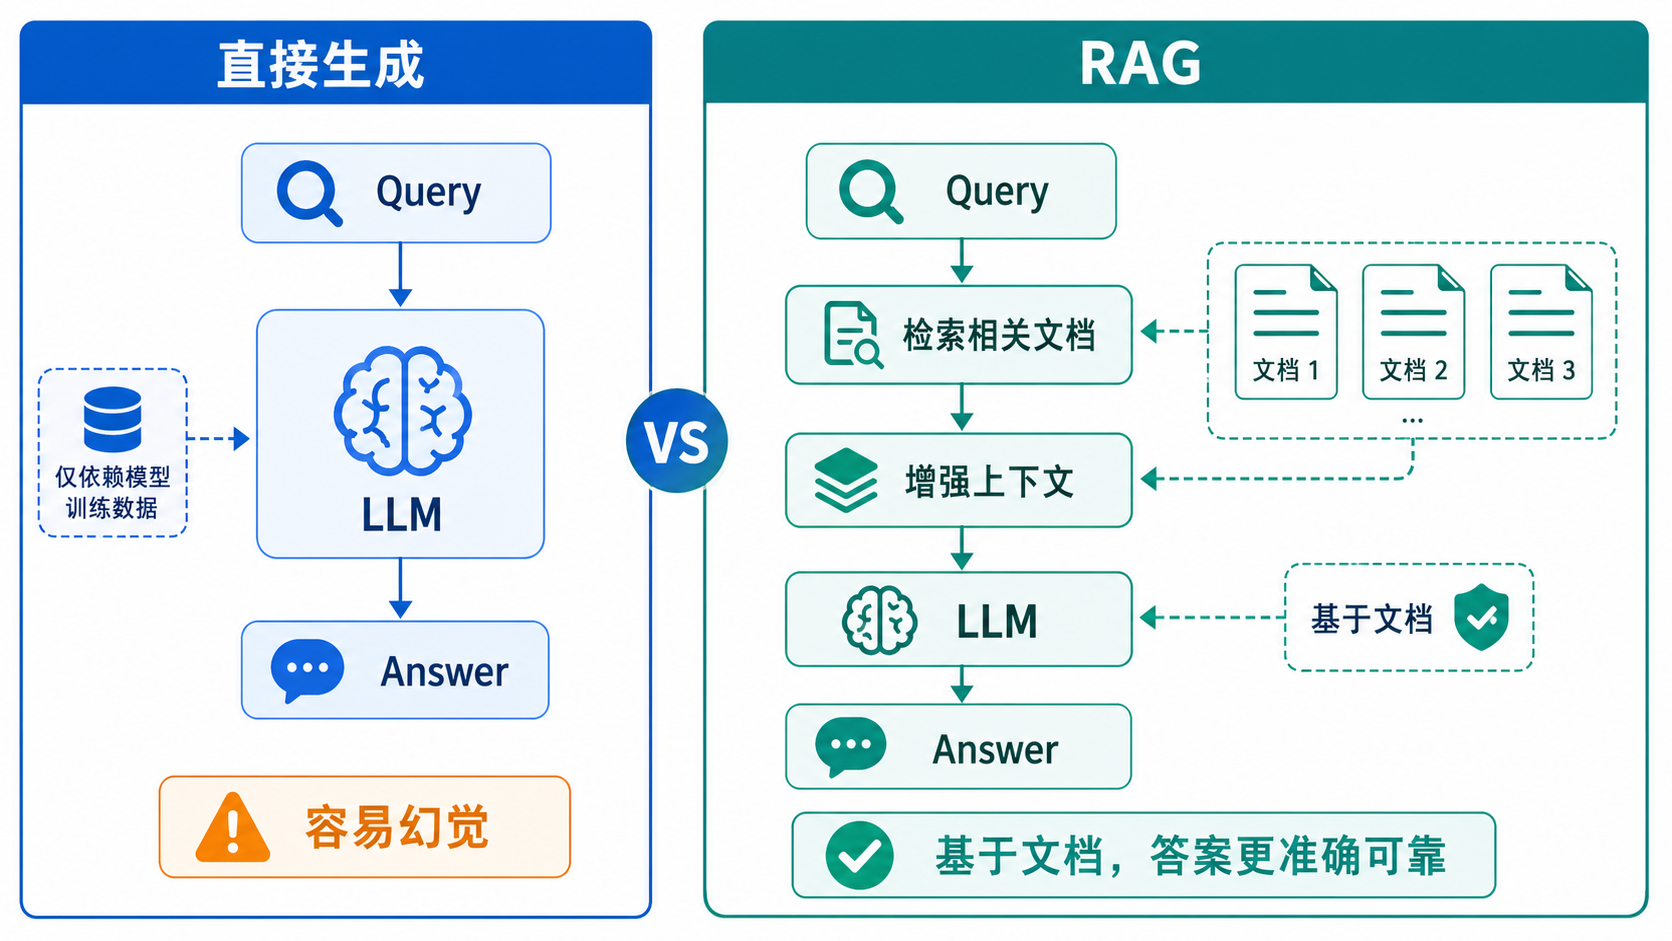 直接生成
Query
仅依赖模型
训练数据
LLM
Answer
容易幻觉
VS
RAG
Query
检索相关文档
文档 1
文档 2
文档 3
...
增强上下文
LLM
基于文档
Answer
基于文档，答案更准确可靠